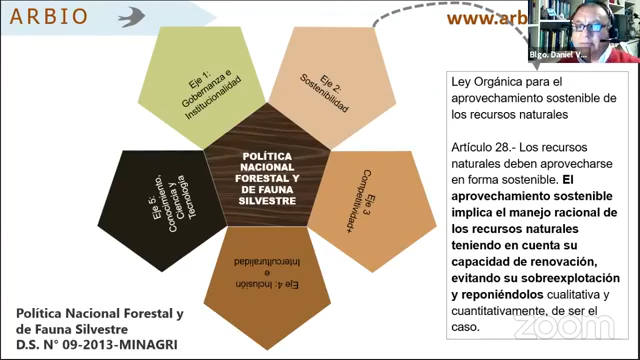 ARBIO
www.arb
Blgo. Daniel V...
Eje 1:
Gobernanza e
Institucionalidad
Eje 2:
Sostenibilidad
Eje 3
Competitividad+
Eje 4: Inclusión
e
Interculturalidad
Eje 5:
Conocimiento,
Ciencia y
Tecnología
POLÍTICA
NACIONAL
FORESTAL Y
DE FAUNA
SILVESTRE
Ley Orgánica para el
aprovechamiento sostenible de
los recursos naturales
Artículo 28.- Los recursos
naturales deben aprovecharse
en forma sostenible. El
aprovechamiento sostenible
implica el manejo racional de
los recursos naturales
teniendo en cuenta su
capacidad de renovación,
evitando su sobreexplotación
y reponiéndolos cualitativa y
cuantitativamente, de ser el
caso.
Política Nacional Forestal y
de Fauna Silvestre
D.S. N° 09-2013-MINAGRI
zoom